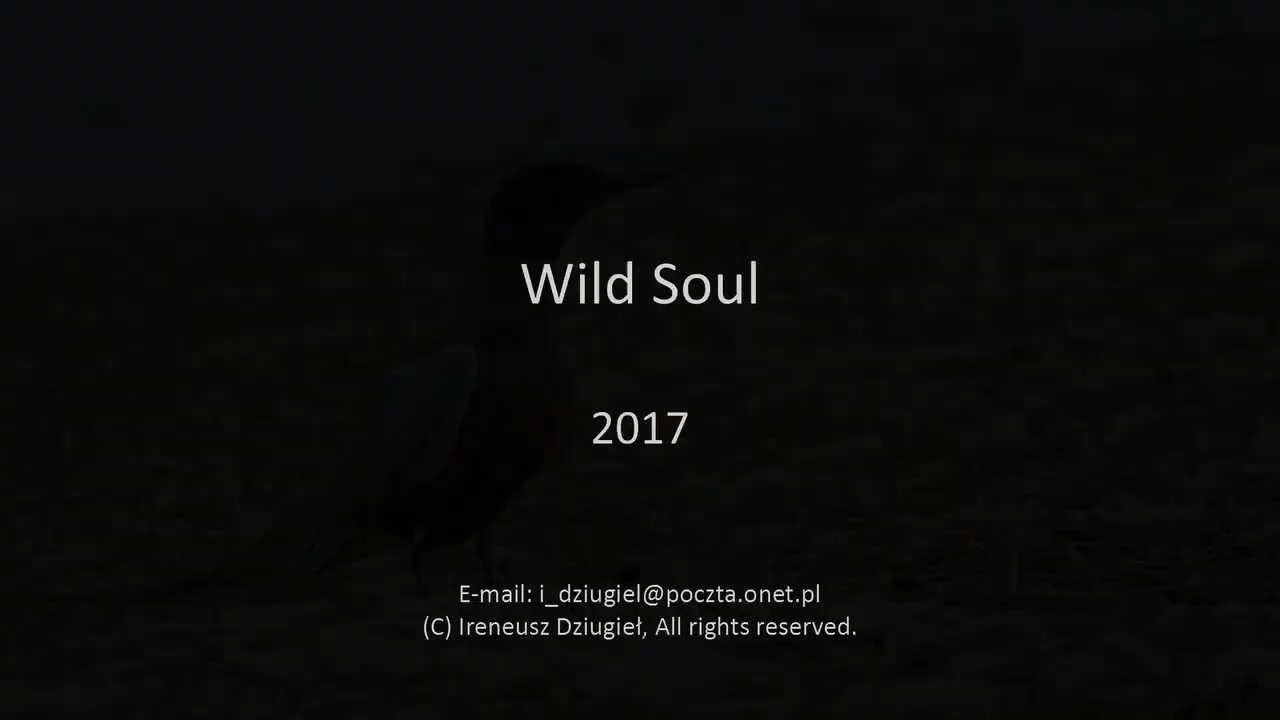 Wild Soul
2017
E-mail: i_dziugiel@poczta.onet.pl
(C) Ireneusz Dziugieł, All rights reserved.